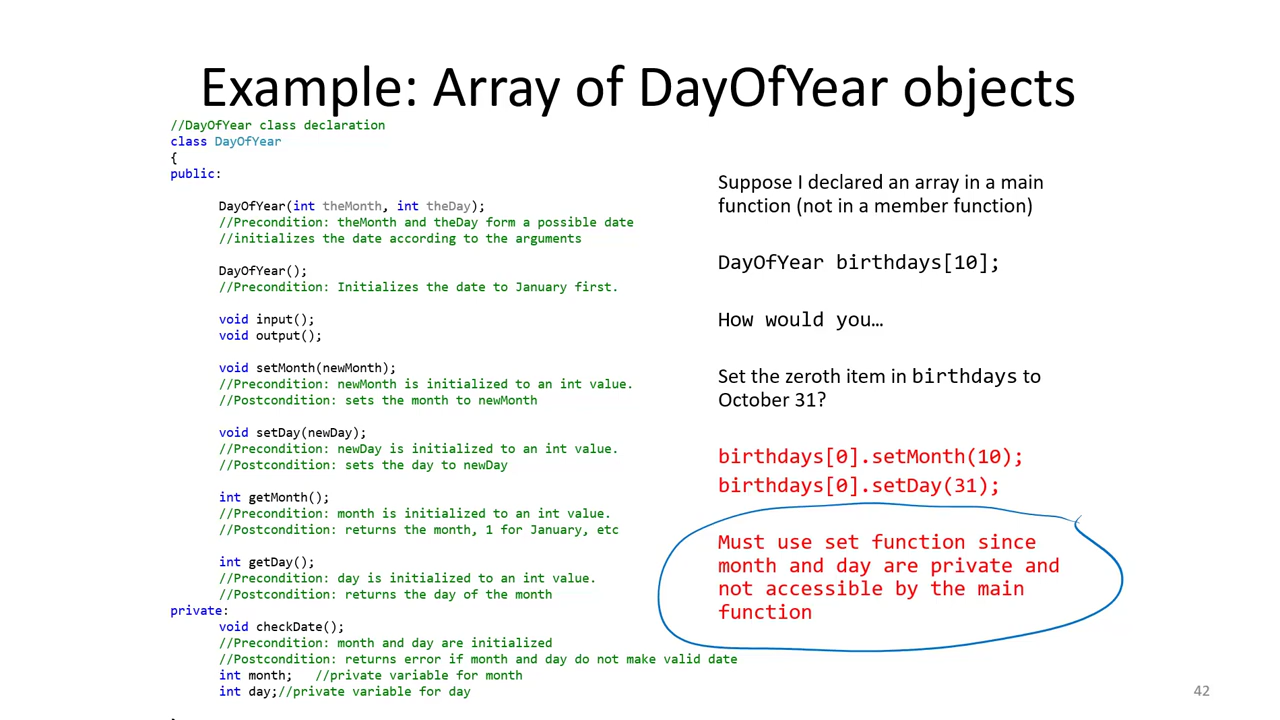 Example: Array of DayOfYear objects
//DayOfYear class declaration
class DayOfYear
{
public:
DayOfYear(int theMonth, int theDay);
//Precondition: theMonth and theDay form a possible date
//initializes the date according to the arguments
DayOfYear();
//Precondition: Initializes the date to January first.
void input();
void output();
void setMonth(newMonth);
//Precondition: newMonth is initialized to an int value.
//Postcondition: sets the month to newMonth
void setDay(newDay);
//Precondition: newDay is initialized to an int value.
//Postcondition: sets the day to newDay
int getMonth();
//Precondition: month is initialized to an int value.
//Postcondition: returns the month, 1 for January, etc
int getDay();
//Precondition: day is initialized to an int value.
//Postcondition: returns the day of the month
private:
void checkDate();
//Precondition: month and day are initialized
//Postcondition: returns error if month and day do not make valid date
int month; //private variable for month
int day;//private variable for day
Suppose I declared an array in a main
function (not in a member function)
DayOfYear birthdays[10];
How would you…
Set the zeroth item in birthdays to
October 31?
birthdays[0].setMonth(10);
birthdays[0].setDay(31);
Must use set function since
month and day are private and
not accessible by the main
function
42